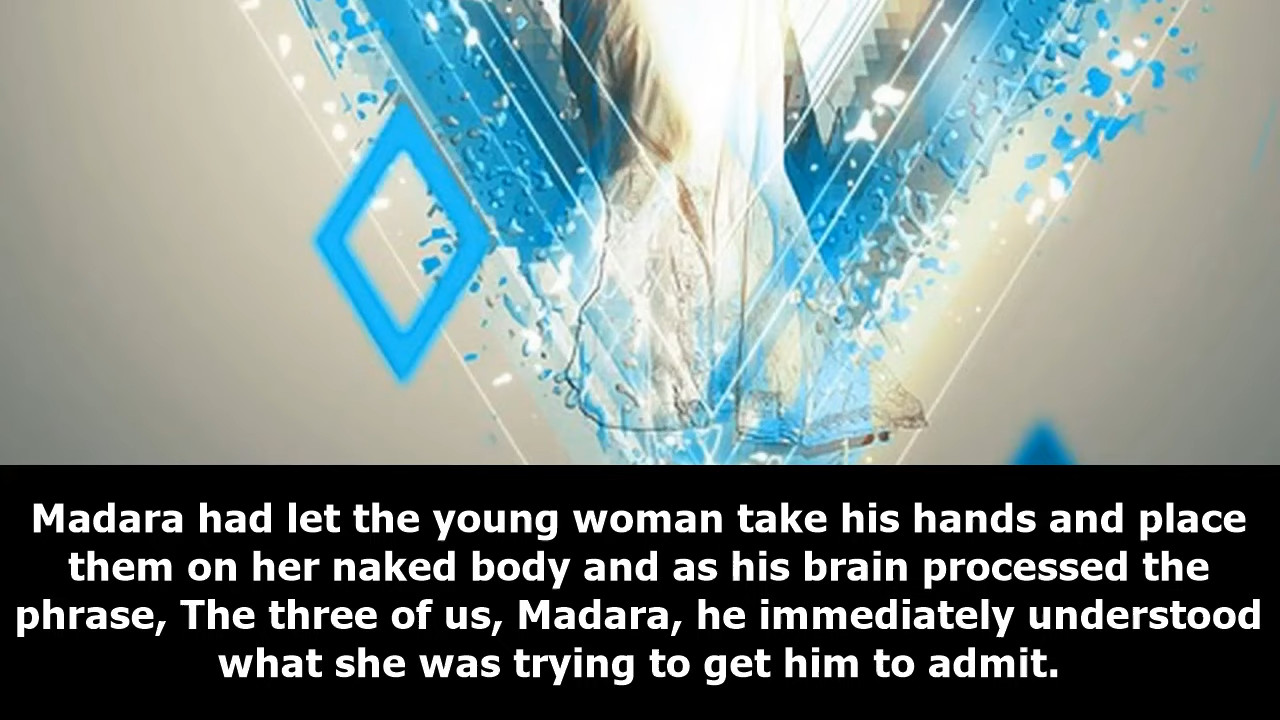 Madara had let the young woman take his hands and place
them on her naked body and as his brain processed the
phrase, The three of us, Madara, he immediately understood
what she was trying to get him to admit.